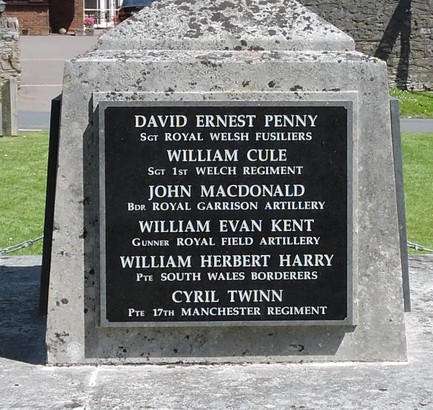 DAVID ERNEST PENNY
SGT ROYAL WELSH FUSILIERS
WILLIAM CULE
SGT 1ST WELCH REGIMENT
JOHN MACDONALD
BDR ROYAL GARRISON ARTILLERY
WILLIAM EVAN KENT
GUNNER ROYAL FIELD ARTILLERY
WILLIAM HERBERT HARRY
PTE SOUTH WALES BORDERERS
CYRIL TWINN
PTE 17TH MANCHESTER REGIMENT